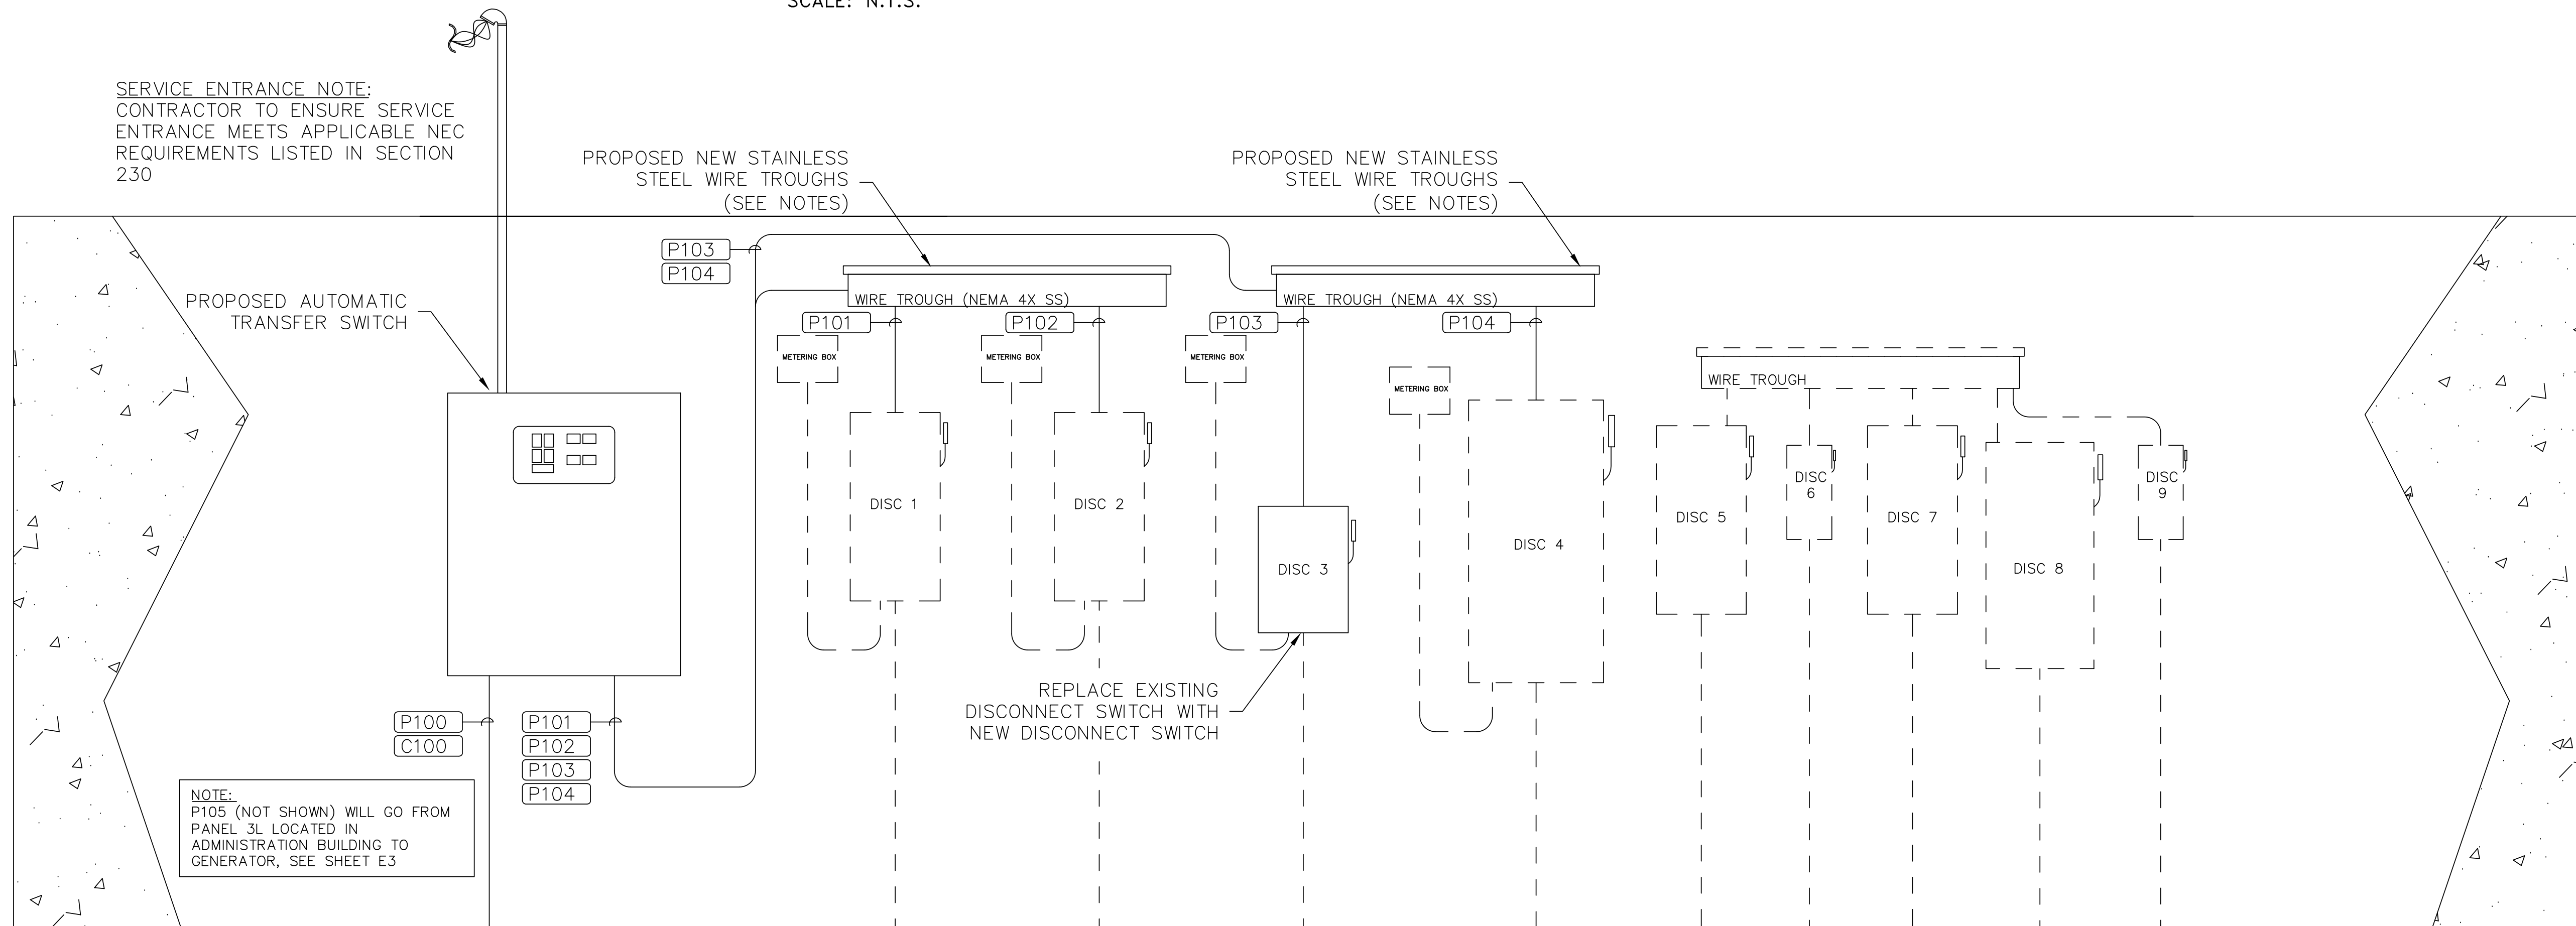 SCALE: N.T.S.
SERVICE ENTRANCE NOTE:
CONTRACTOR TO ENSURE SERVICE
ENTRANCE MEETS APPLICABLE NEC
REQUIREMENTS LISTED IN SECTION
230
PROPOSED NEW STAINLESS
STEEL WIRE TROUGHS
(SEE NOTES)
PROPOSED NEW STAINLESS
STEEL WIRE TROUGHS
(SEE NOTES)
P103
P104
PROPOSED AUTOMATIC
TRANSFER SWITCH
WIRE TROUGH (NEMA 4X SS)
WIRE TROUGH (NEMA 4X SS)
P101
P102
P103
P104
METERING BOX
METERING BOX
METERING BOX
METERING BOX
WIRE TROUGH
DISC 1
DISC 2
DISC 3
DISC 4
DISC 5
DISC
6
DISC 7
DISC 8
DISC
9
REPLACE EXISTING
DISCONNECT SWITCH WITH
NEW DISCONNECT SWITCH
P100
C100
P101
P102
P103
P104
NOTE:
P105 (NOT SHOWN) WILL GO FROM
PANEL 3L LOCATED IN
ADMINISTRATION BUILDING TO
GENERATOR, SEE SHEET E3